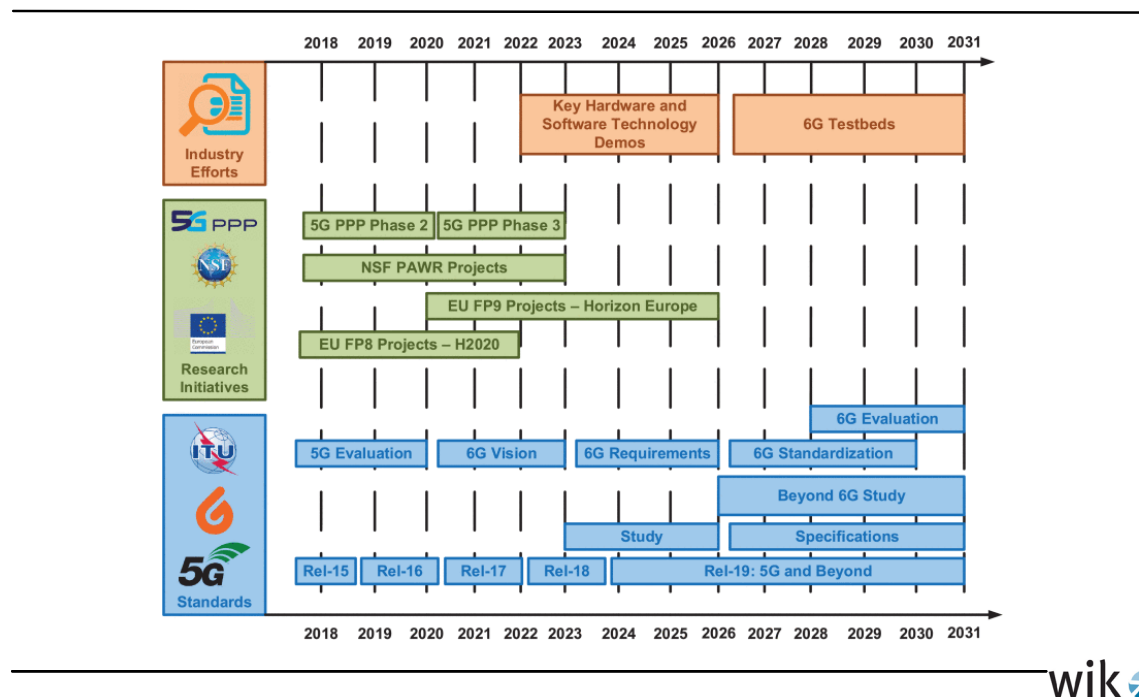 2018 2019 2020 2021 2022 2023 2024 2025 2026 2027 2028 2029 2030 2031
Industry
Efforts
Key Hardware and
Software Technology
Demos
6G Testbeds
5G PPP
NSF
European
Commission
Research
Initiatives
5G PPP Phase 2
5G PPP Phase 3
NSF PAWR Projects
EU FP9 Projects – Horizon Europe
EU FP8 Projects – H2020
ITU
5G
Standards
6G Evaluation
5G Evaluation
6G Vision
6G Requirements
6G Standardization
Beyond 6G Study
Study
Specifications
Rel-15
Rel-16
Rel-17
Rel-18
Rel-19: 5G and Beyond
2018 2019 2020 2021 2022 2023 2024 2025 2026 2027 2028 2029 2030 2031
wik